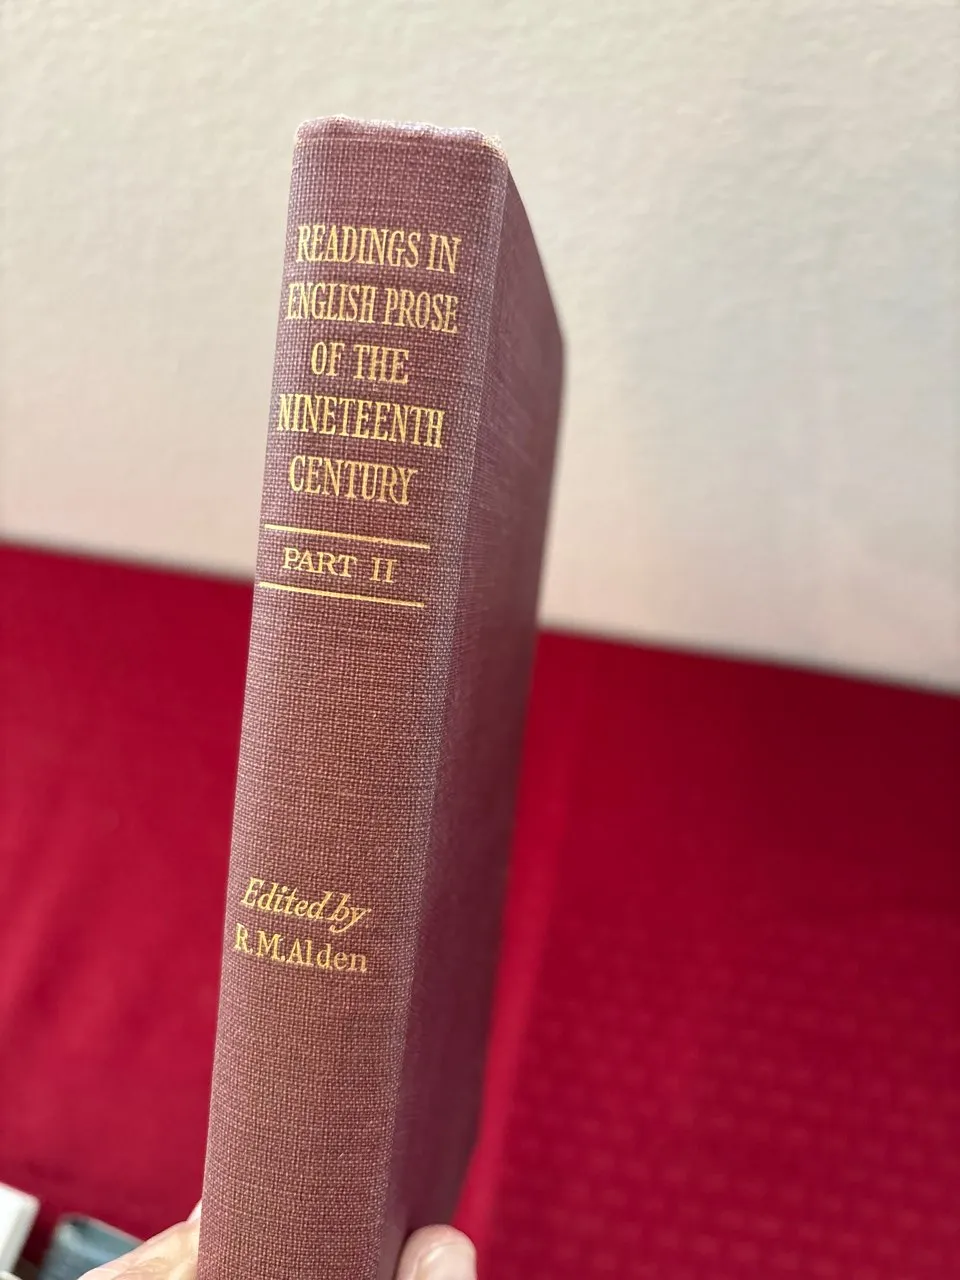 READINGS IN
ENGLISH PROSE
OF THE
NINETEENTH
CENTURY
PART II
Edited by
R. M. Alden